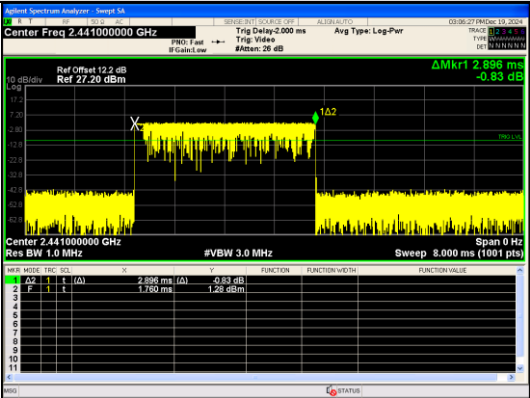 Agilent Spectrum Analyzer - Swept SA
R T RF 50 Ω AC SENSE:INT SOURCE OFF ALIGNAUTO 03:06:27 PM Dec 19, 2024
Center Freq 2.441000000 GHz Trig Delay-2.000 ms Avg Type: Log-Pwr TRACE 1 2 3 4 5 6
PNO: Fast Trig: Video TYPE
IFGain:Low #Atten: 26 dB DET N N N N N N
ΔMkr1 2.896 ms
Ref Offset 12.2 dB -0.83 dB
10 dB/div Ref 27.20 dBm
Log
17.2
7.20 1Δ2
-2.80
TRIG LVL
-12.8
-22.8
-32.8
-42.8
-52.8
-62.8
Center 2.441000000 GHz Span 0 Hz
Res BW 1.0 MHz #VBW 3.0 MHz Sweep 8.000 ms (1001 pts)
MKR MODE TRC SCL X Y FUNCTION FUNCTION WIDTH FUNCTION VALUE
1 Δ2 1 t (Δ) 2.896 ms (Δ) -0.83 dB
2 F 1 t 1.760 ms 1.28 dBm
3
4
5
6
7
8
9
10
11
MSG STATUS